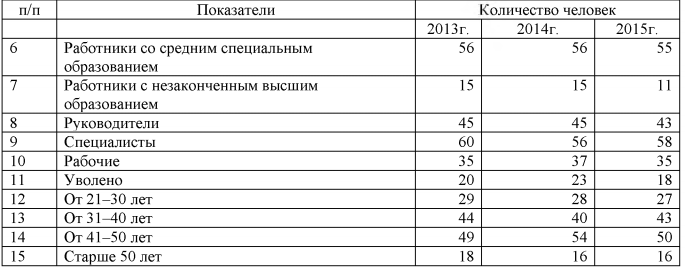 п/п Показатели Количество человек
2013г. 2014г. 2015г.
6 Работники со средним специальным образованием 56 56 55
7 Работники с незаконченным высшим образованием 15 15 11
8 Руководители 45 45 43
9 Специалисты 60 56 58
10 Рабочие 35 37 35
11 Уволено 20 23 18
12 От 21–30 лет 29 28 27
13 От 31–40 лет 44 40 43
14 От 41–50 лет 49 54 50
15 Старше 50 лет 18 16 16